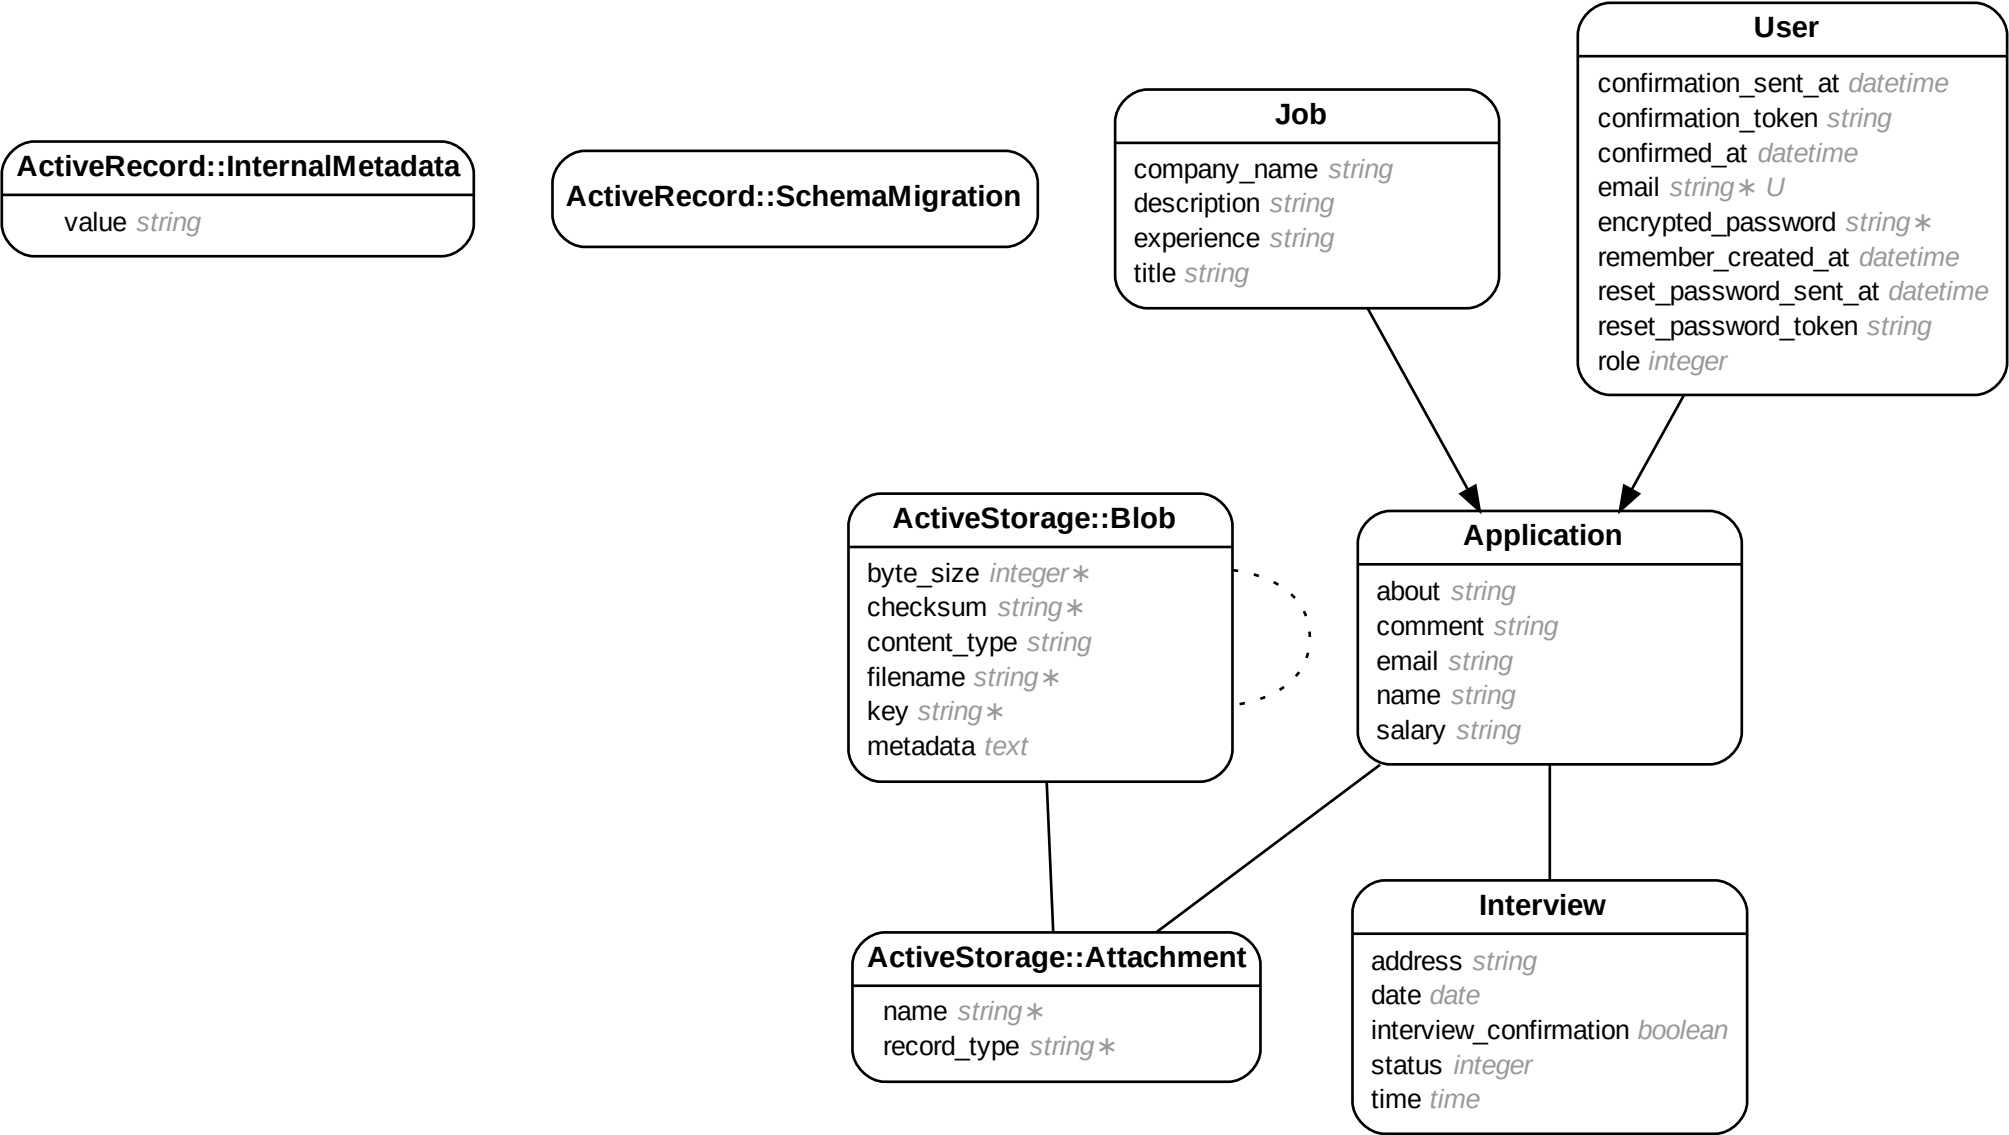 ActiveRecord::InternalMetadata
value string
ActiveRecord::SchemaMigration
Job
company_name string
description string
experience string
title string
User
confirmation_sent_at datetime
confirmation_token string
confirmed_at datetime
email string∗ U
encrypted_password string∗
remember_created_at datetime
reset_password_sent_at datetime
reset_password_token string
role integer
ActiveStorage::Blob
byte_size integer∗
checksum string∗
content_type string
filename string∗
key string∗
metadata text
Application
about string
comment string
email string
name string
salary string
ActiveStorage::Attachment
name string∗
record_type string∗
Interview
address string
date date
interview_confirmation boolean
status integer
time time